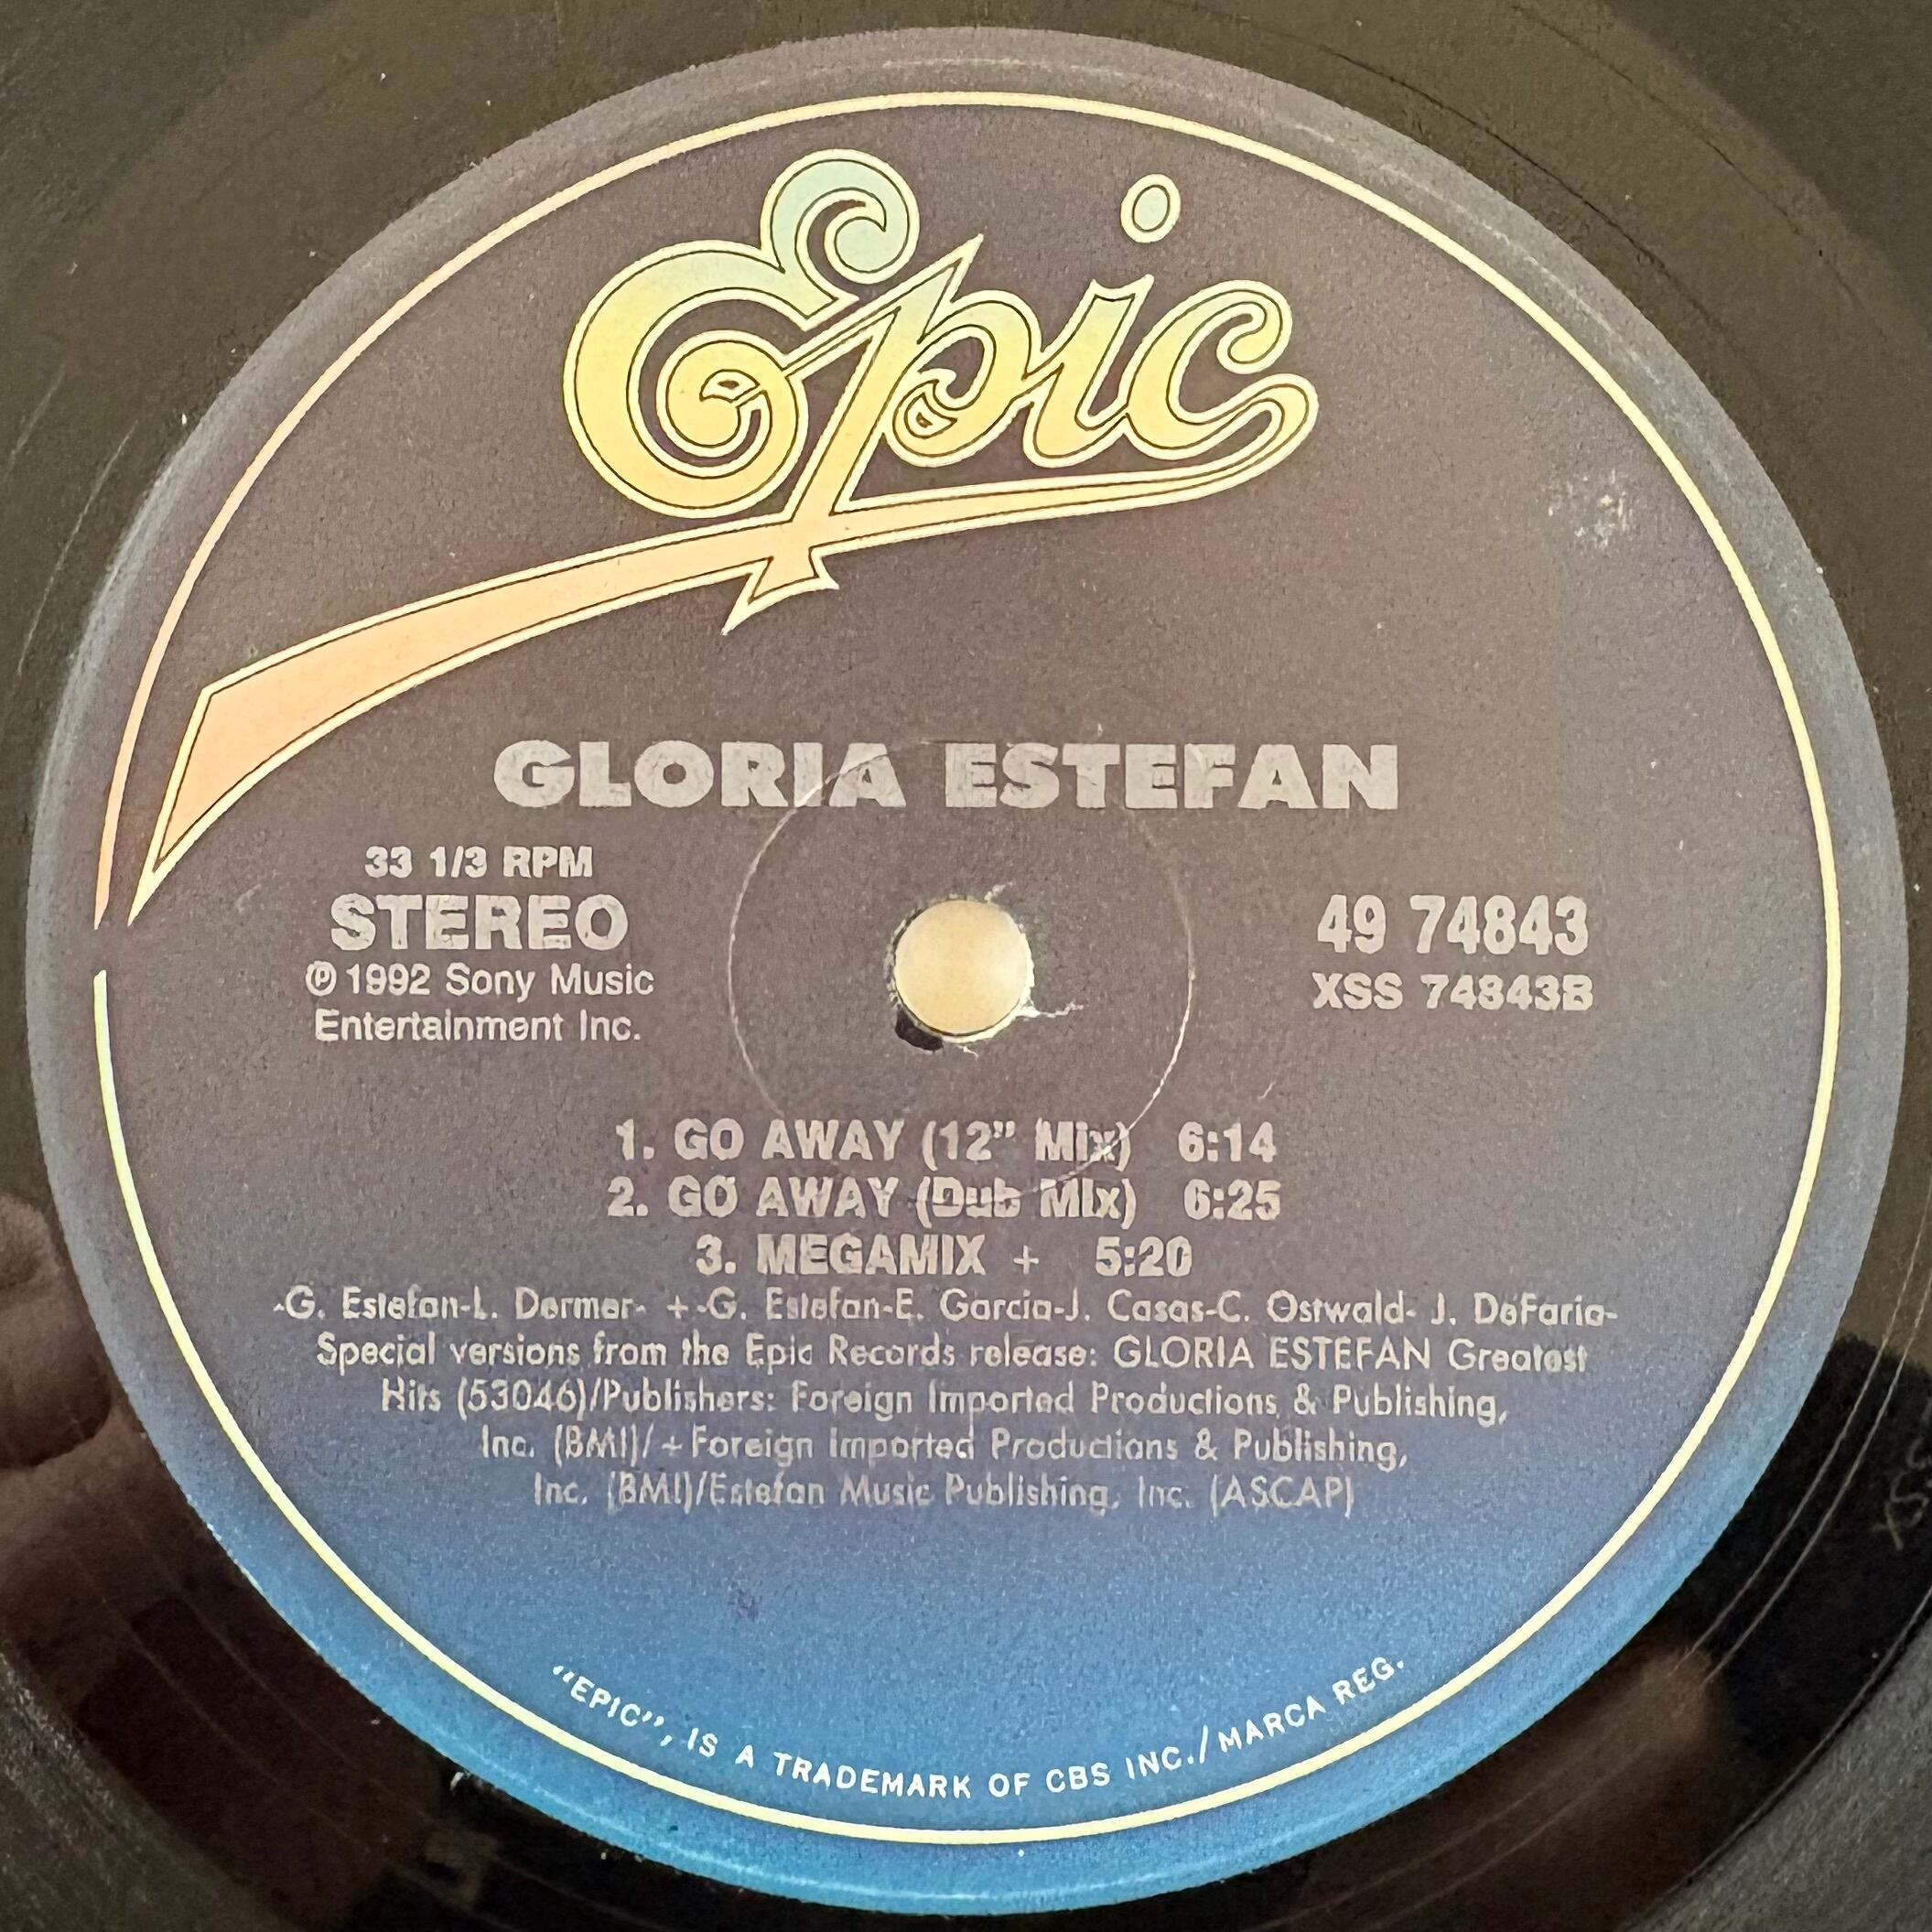 Epic
GLORIA ESTEFAN
33 1/3 RPM
STEREO
℗ 1992 Sony Music
Entertainment Inc.
49 74843
XSS 74843B
1. GO AWAY (12" Mix) 6:14
2. GO AWAY (Dub Mix) 6:25
3. MEGAMIX + 5:20
-G. Estefan-L. Dermer- +-G. Estefan-E. Garcia-J. Casas-C. Ostwald- J. DeFaria-
Special versions from the Epic Records release: GLORIA ESTEFAN Greatest
Hits (53046)/Publishers: Foreign Imported Productions & Publishing,
Inc. (BMI)/+Foreign Imported Productions & Publishing,
Inc. (BMI)/Estefan Music Publishing, Inc. (ASCAP)
"EPIC", IS A TRADEMARK OF CBS INC./MARCA REG.